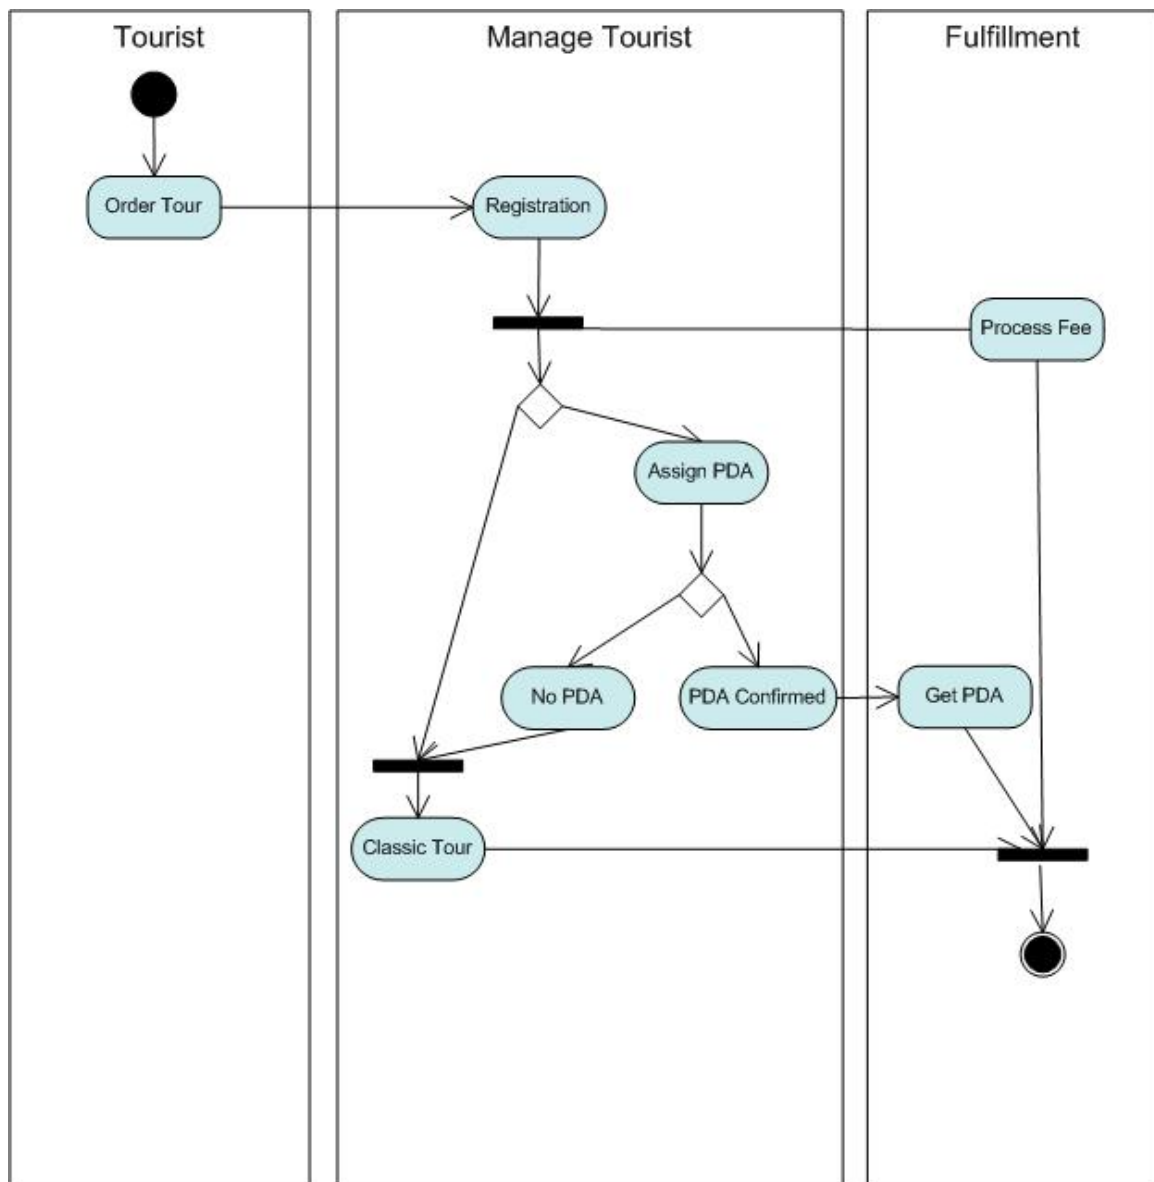 Tourist
Manage Tourist
Fulfillment
Order Tour
Registration
Process Fee
Assign PDA
No PDA
PDA Confirmed
Get PDA
Classic Tour